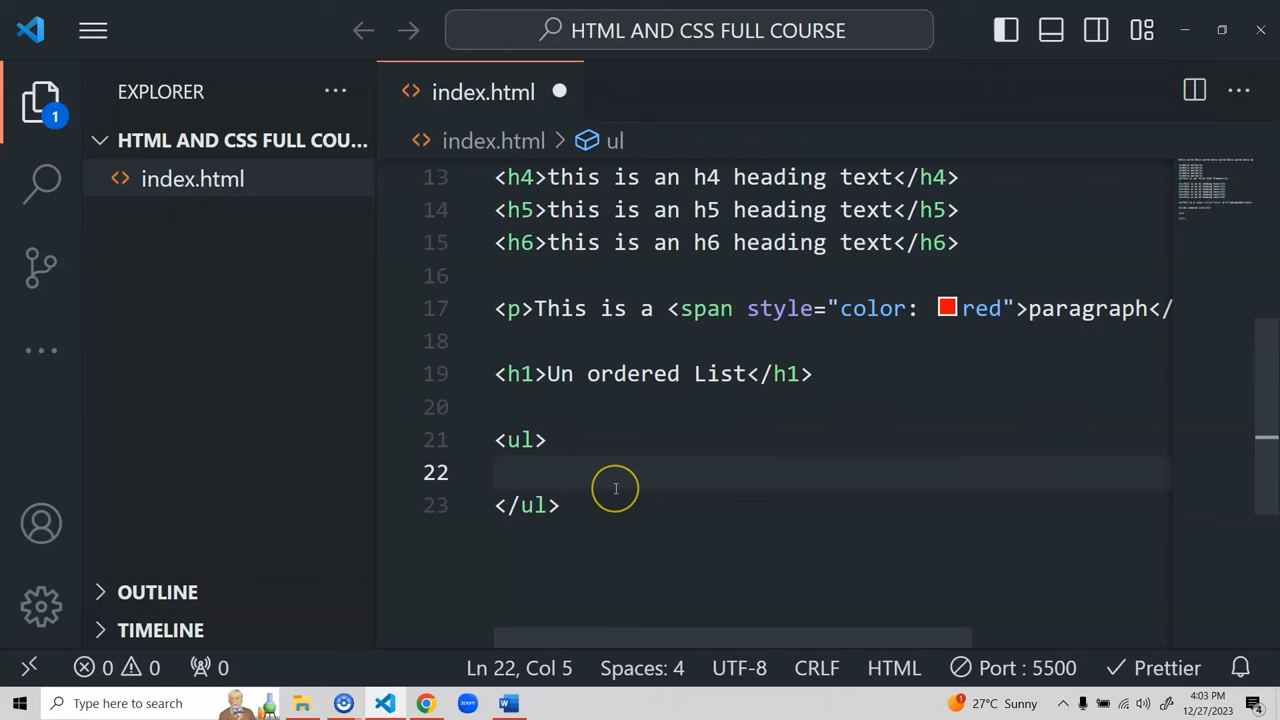 HTML AND CSS FULL COURSE
EXPLORER
index.html
HTML AND CSS FULL COU...
index.html > ul
1
index.html
13 <h4>this is an h4 heading text</h4>
14 <h5>this is an h5 heading text</h5>
15 <h6>this is an h6 heading text</h6>
16
17 <p>This is a <span style="color: red">paragraph</
18
19 <h1>Un ordered List</h1>
20
21 <ul>
22
23 </ul>
OUTLINE
TIMELINE
0 0 0 Ln 22, Col 5 Spaces: 4 UTF-8 CRLF HTML Port : 5500 Prettier
Type here to search
zoom
W
1
27°C Sunny
4:03 PM
12/27/2023
4